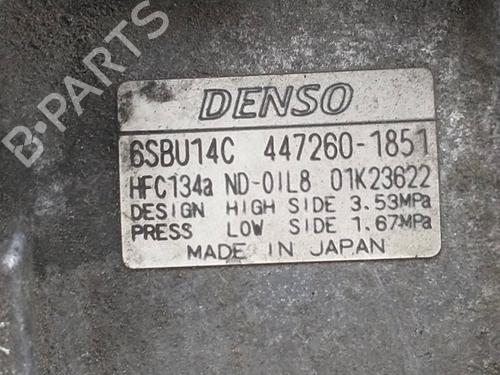 B-PARTS
DENSO
6SBU14C 447260-1851
HFC134a ND-OIL8 01K23622
DESIGN HIGH SIDE 3.53MPa
PRESS LOW SIDE 1.67MPa
MADE IN JAPAN